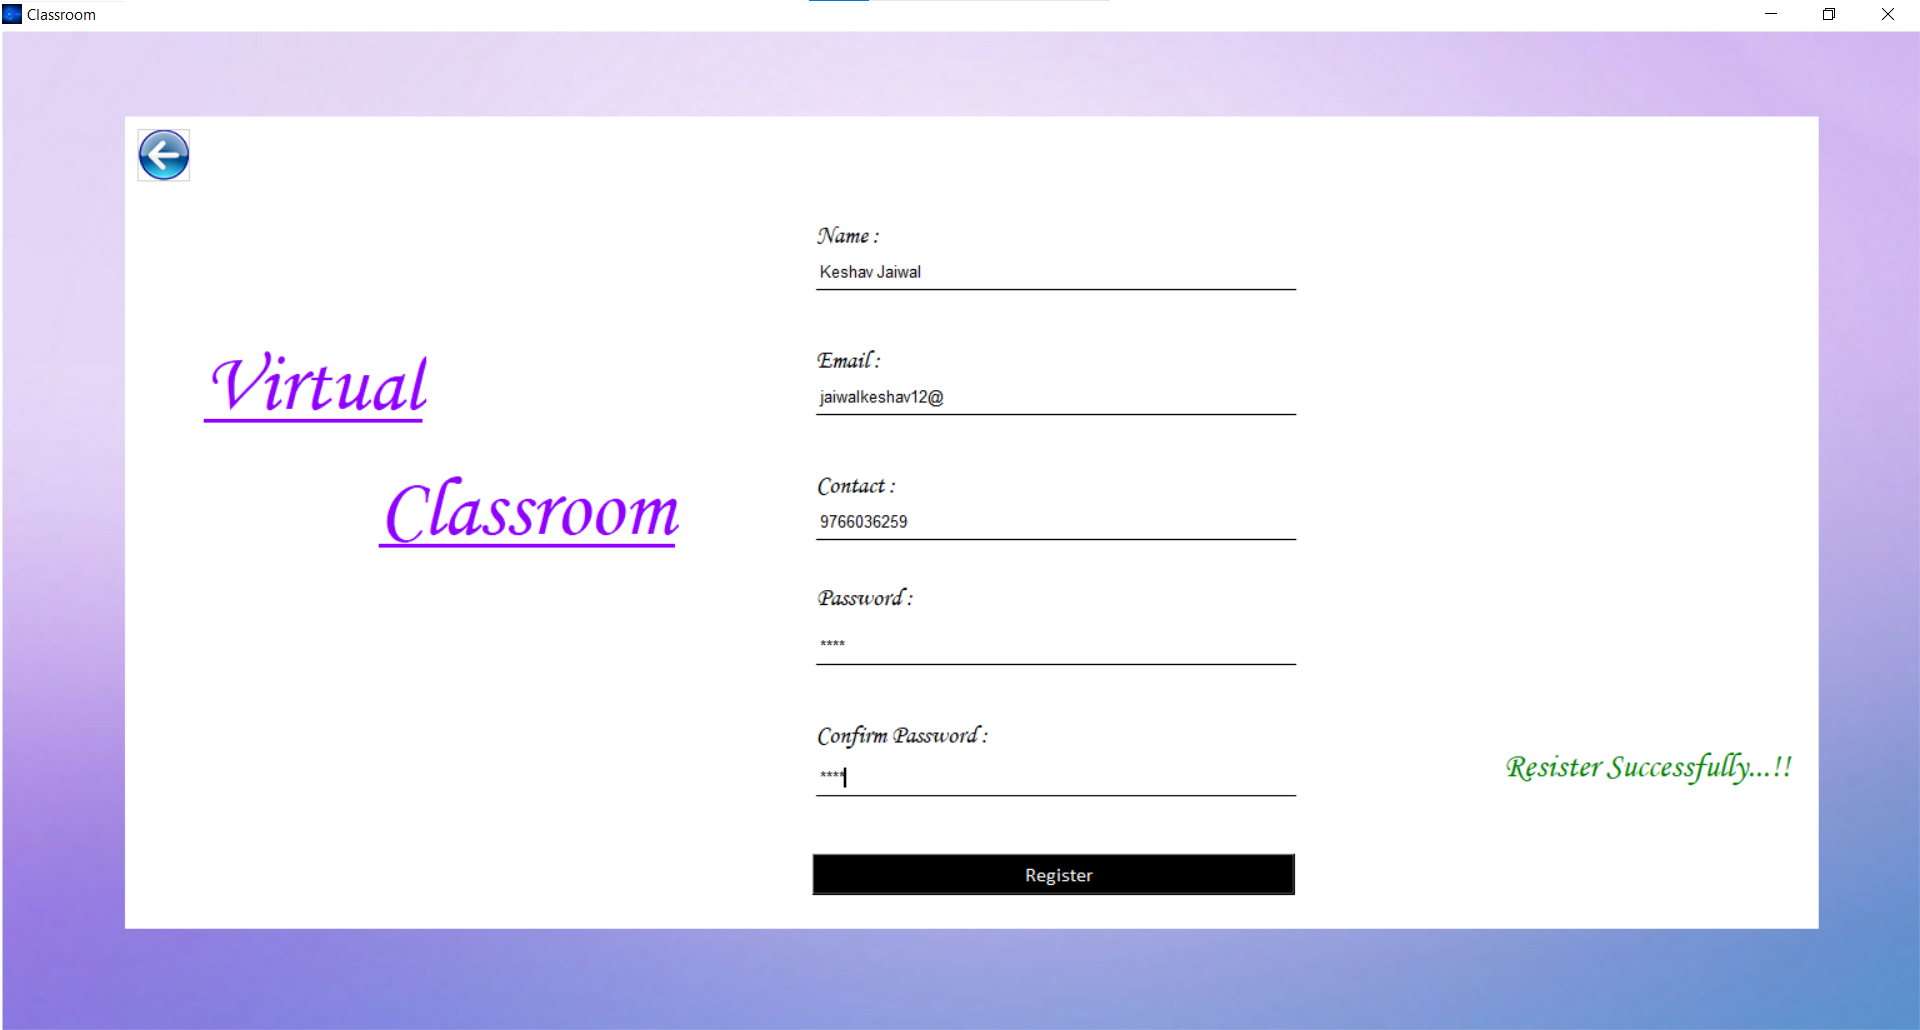 Classroom
Name :
Keshav Jaiwal
Email :
jaiwalkeshav12@
Virtual
Classroom
Contact :
9766036259
Password :
****
Confirm Password :
****
Resister Successfully...!!
Register